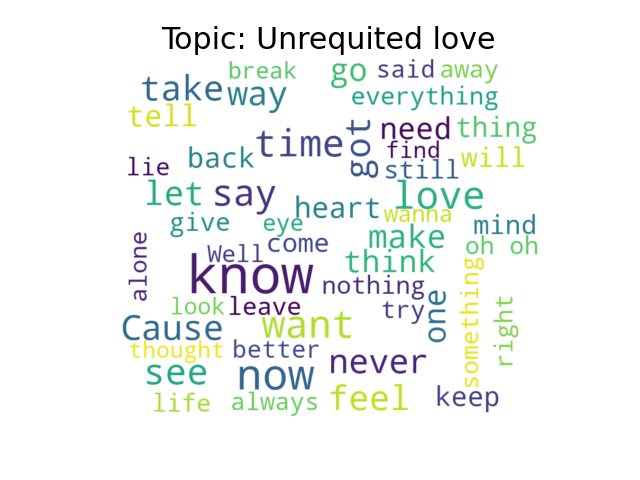 Topic: Unrequited love
break go said away
take way everything
tell
time got need thing
lie back find still will
let say love
heart wanna
give eye mind
alone Well come make oh oh
know think
nothing something
look leave try one right
Cause want
thought better never
see now
life always feel keep